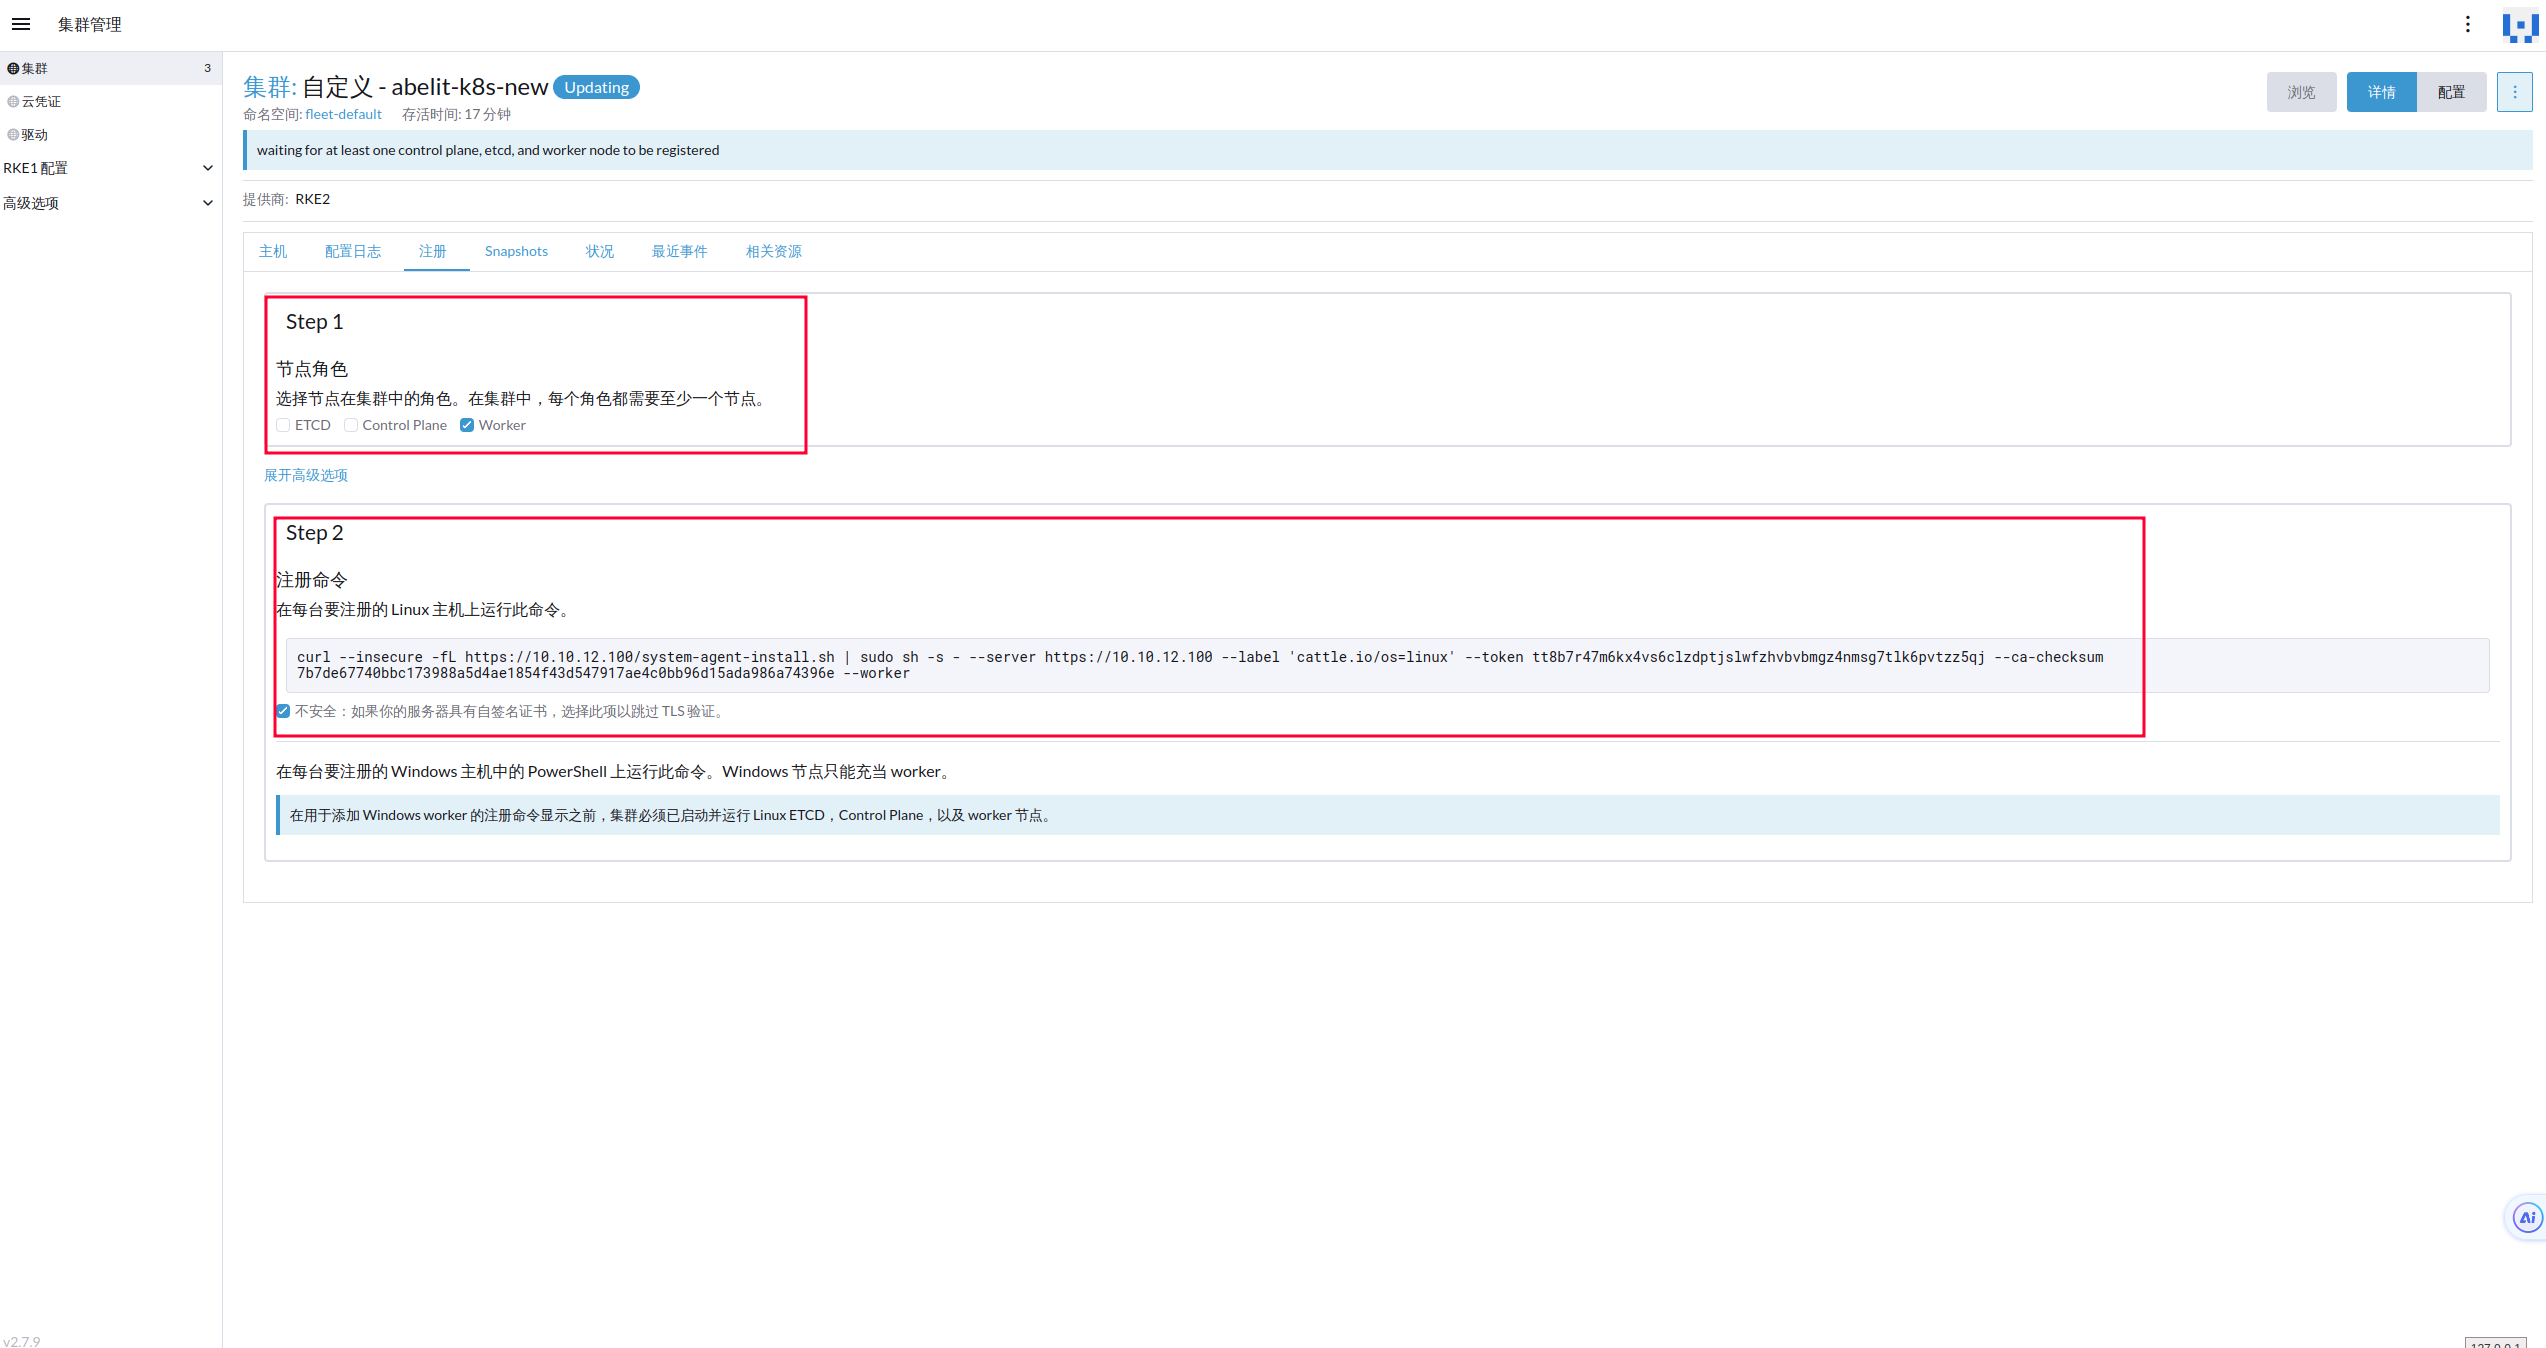 集群管理
集群 3
云凭证
驱动
RKE1 配置
高级选项
集群: 自定义 - abelit-k8s-new Updating
浏览 详情 配置
命名空间: fleet-default 存活时间: 17 分钟
waiting for at least one control plane, etcd, and worker node to be registered
提供商: RKE2
主机 配置日志 注册 Snapshots 状况 最近事件 相关资源
Step 1
节点角色
选择节点在集群中的角色。在集群中，每个角色都需要至少一个节点。
ETCD Control Plane Worker
展开高级选项
Step 2
注册命令
在每台要注册的 Linux 主机上运行此命令。
curl --insecure -fL https://10.10.12.100/system-agent-install.sh | sudo sh -s - --server https://10.10.12.100 --label 'cattle.io/os=linux' --token tt8b7r47m6kx4vs6clzdptjslwfzhvbvbmgz4nmsg7tlk6pvtzz5qj --ca-checksum
7b7de67740bbc173988a5d4ae1854f43d547917ae4c0bb96d15ada986a74396e --worker
不安全：如果你的服务器具有自签名证书，选择此项以跳过 TLS 验证。
在每台要注册的 Windows 主机中的 PowerShell 上运行此命令。Windows 节点只能充当 worker。
在用于添加 Windows worker 的注册命令显示之前，集群必须已启动并运行 Linux ETCD，Control Plane，以及 worker 节点。
Ai
v2.7.9
127.0.0.1